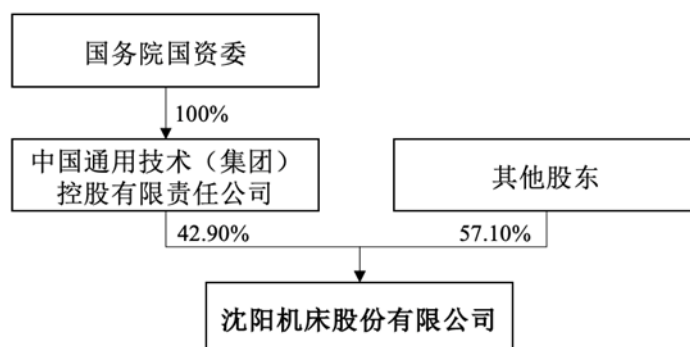 国务院国资委
100%
中国通用技术（集团）
控股有限责任公司
其他股东
42.90%
57.10%
沈阳机床股份有限公司